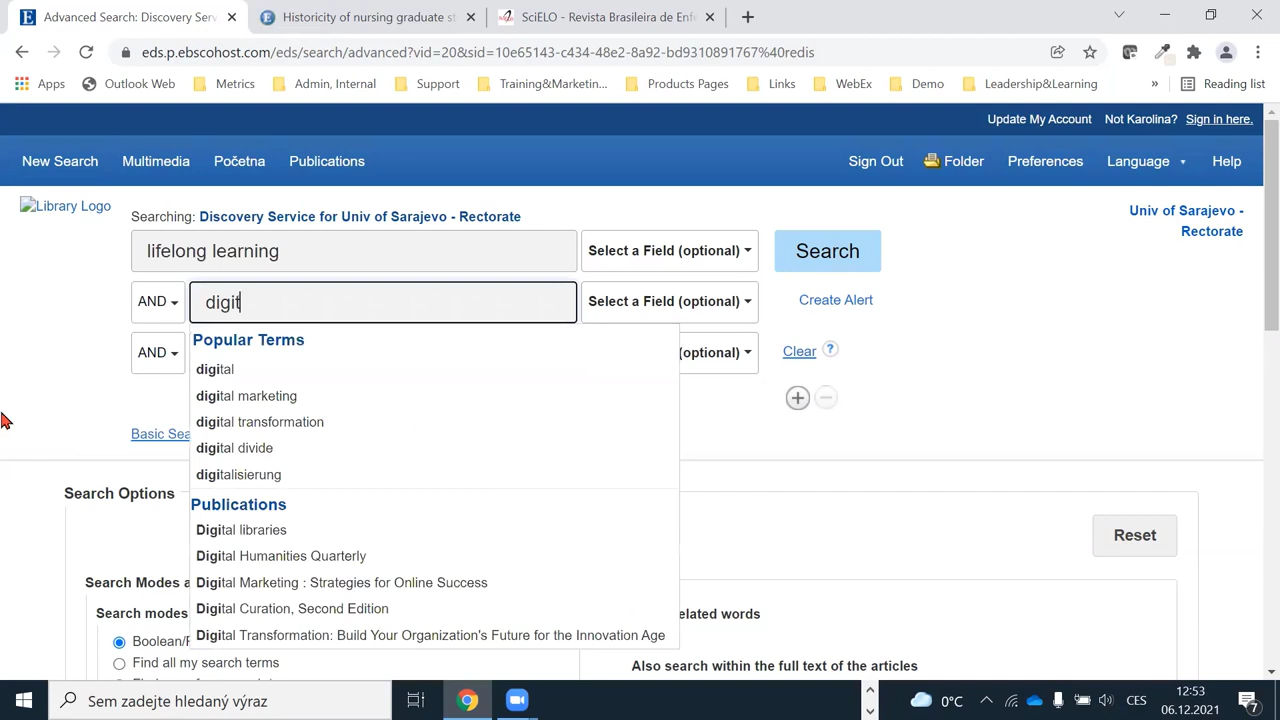 Advanced Search: Discovery Serv
Historicity of nursing graduate st
SciELO - Revista Brasileira de Enfe
eds.p.ebscohost.com/eds/search/advanced?vid=20&sid=10e65143-c434-48e2-8a92-bd9310891767%40redis
Apps
Outlook Web
Metrics
Admin, Internal
Support
Training&Marketin...
Products Pages
Links
WebEx
Demo
Leadership&Learning
»
Reading list
Update My Account
Not Karolina?
Sign in here.
New Search
Multimedia
Početna
Publications
Sign Out
Folder
Preferences
Language
Help
Library Logo
Searching: Discovery Service for Univ of Sarajevo - Rectorate
Univ of Sarajevo -
Rectorate
lifelong learning
Select a Field (optional)
Search
AND
digit
Select a Field (optional)
Create Alert
Popular Terms
AND
(optional)
Clear
?
digital
digital marketing
digital transformation
Basic Sea
digital divide
digitalisierung
Search Options
Publications
Digital libraries
Reset
Digital Humanities Quarterly
Search Modes a
Digital Marketing : Strategies for Online Success
Digital Curation, Second Edition
Search modes
elated words
Digital Transformation: Build Your Organization's Future for the Innovation Age
Boolean/P
Find all my search terms
Also search within the full text of the articles
Sem zadejte hledaný výraz
0°C
CES
12:53
06.12.2021
7